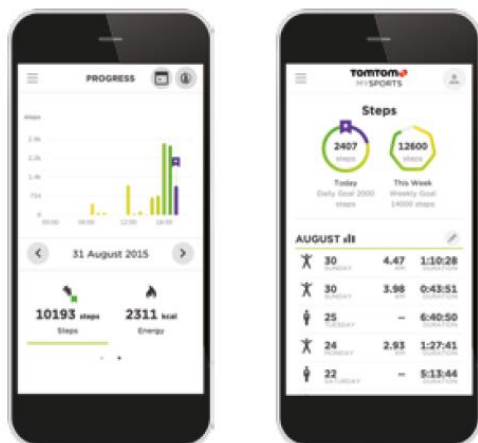 PROGRESS
steps
2.9k
2.2k
1.4k
734
0
00:00 06:00 12:00 18:00
31 August 2015
10193 steps 2311 kcal
Steps Energy
TOMTOM
MYSPORTS
Steps
2407 12600
steps steps
Today This Week
Daily Goal 2000 Weekly Goal
steps 14000 steps
AUGUST
30 4.47 1:10:28
SUNDAY KM DURATION
30 3.98 0:43:51
SUNDAY KM DURATION
25 -- 6:40:50
TUESDAY DURATION
24 2.93 1:27:41
MONDAY KM DURATION
22 -- 5:13:44
SATURDAY DURATION